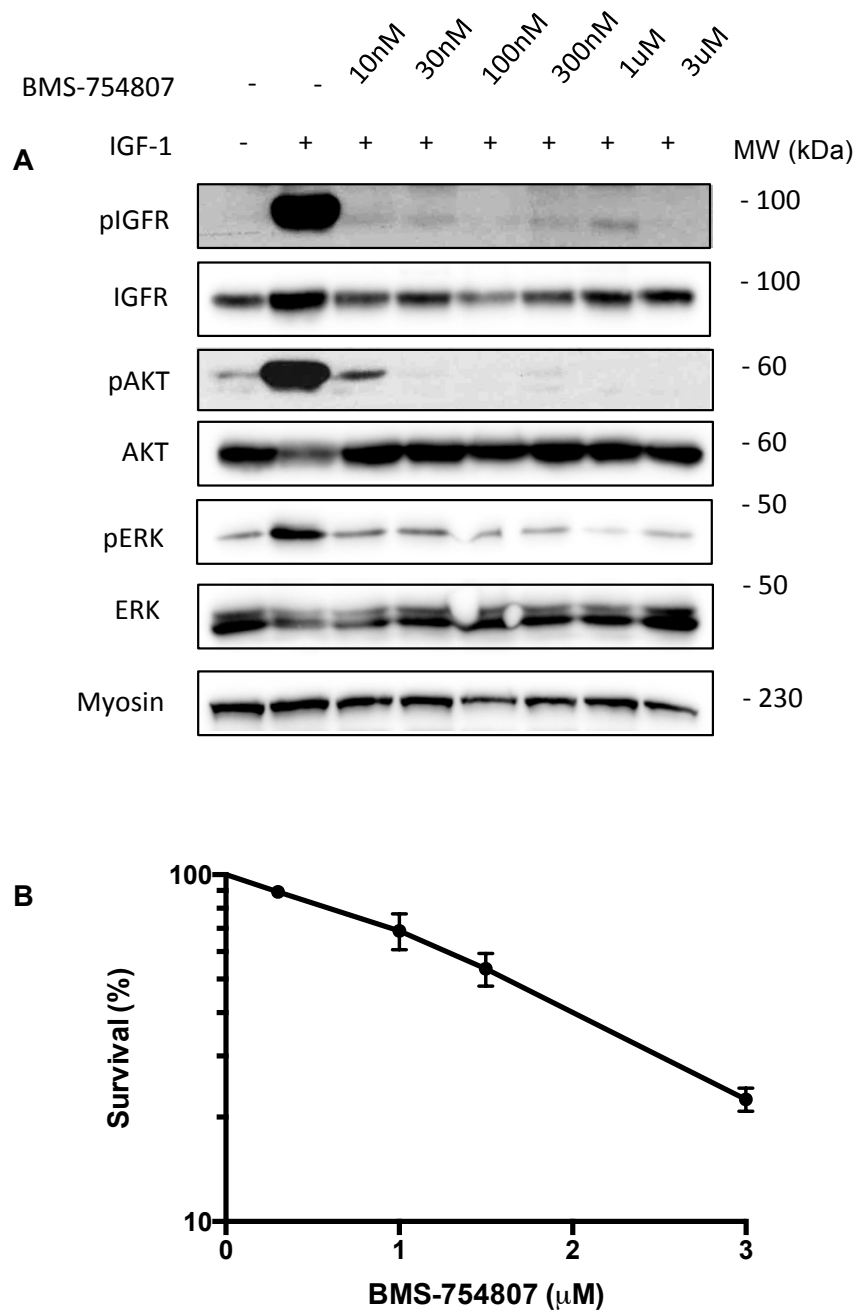 BMS-754807 - - 10nM 30nM 100nM 300nM 1uM 3uM
A
IGF-1 - + + + + + + + MW (kDa)
pIGFR - 100
IGFR - 100
pAKT - 60
AKT - 60
pERK - 50
ERK - 50
Myosin - 230
B
100
10
Survival (%)
0 1 2 3
BMS-754807 (μM)